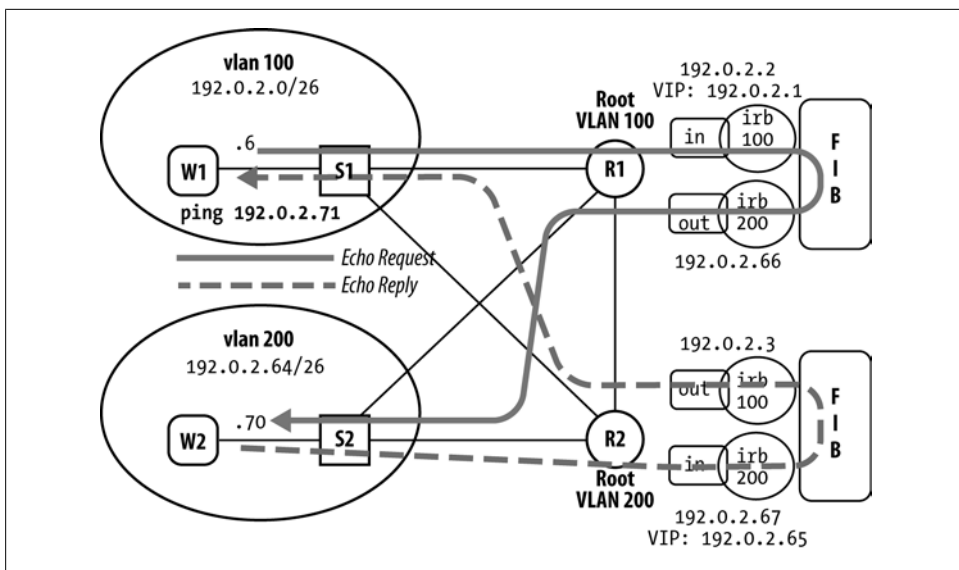 vlan 100
192.0.2.0/26
.6
W1
S1
ping 192.0.2.71
Echo Request
Echo Reply
vlan 200
192.0.2.64/26
.70
W2
S2
Root
VLAN 100
R1
R2
Root
VLAN 200
192.0.2.2
VIP: 192.0.2.1
in
irb
100
out
irb
200
192.0.2.66
F
I
B
192.0.2.3
out
irb
100
in
irb
200
192.0.2.67
VIP: 192.0.2.65
F
I
B